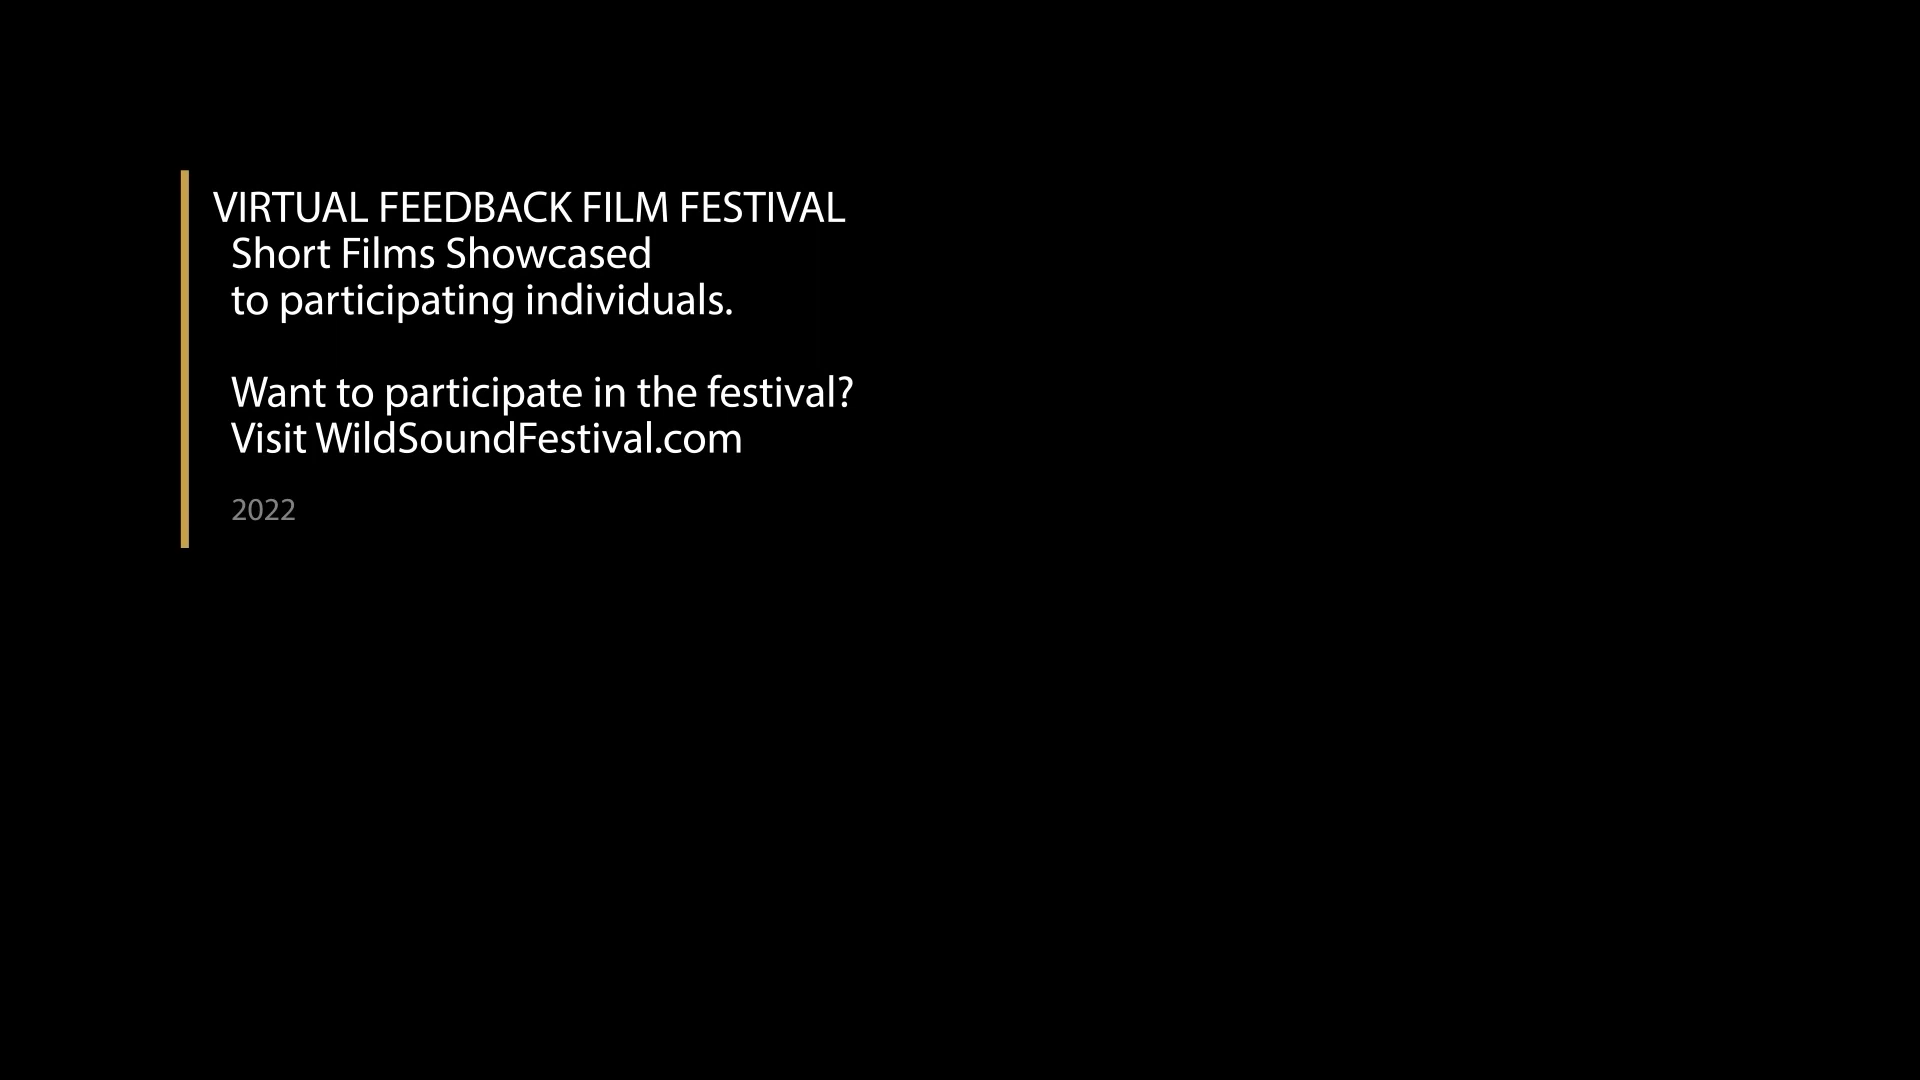 VIRTUAL FEEDBACK FILM FESTIVAL
Short Films Showcased
to participating individuals.
Want to participate in the festival?
Visit WildSoundFestival.com
2022